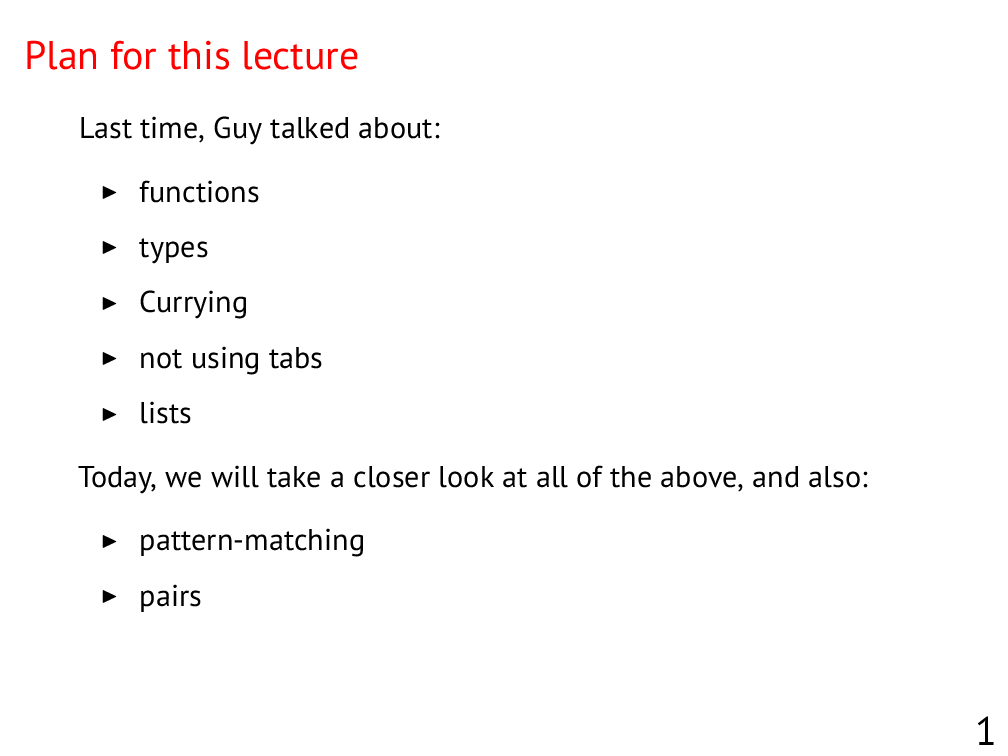 Plan for this lecture
Last time, Guy talked about:
▶ functions
▶ types
▶ Currying
▶ not using tabs
▶ lists
Today, we will take a closer look at all of the above, and also:
▶ pattern-matching
▶ pairs
1